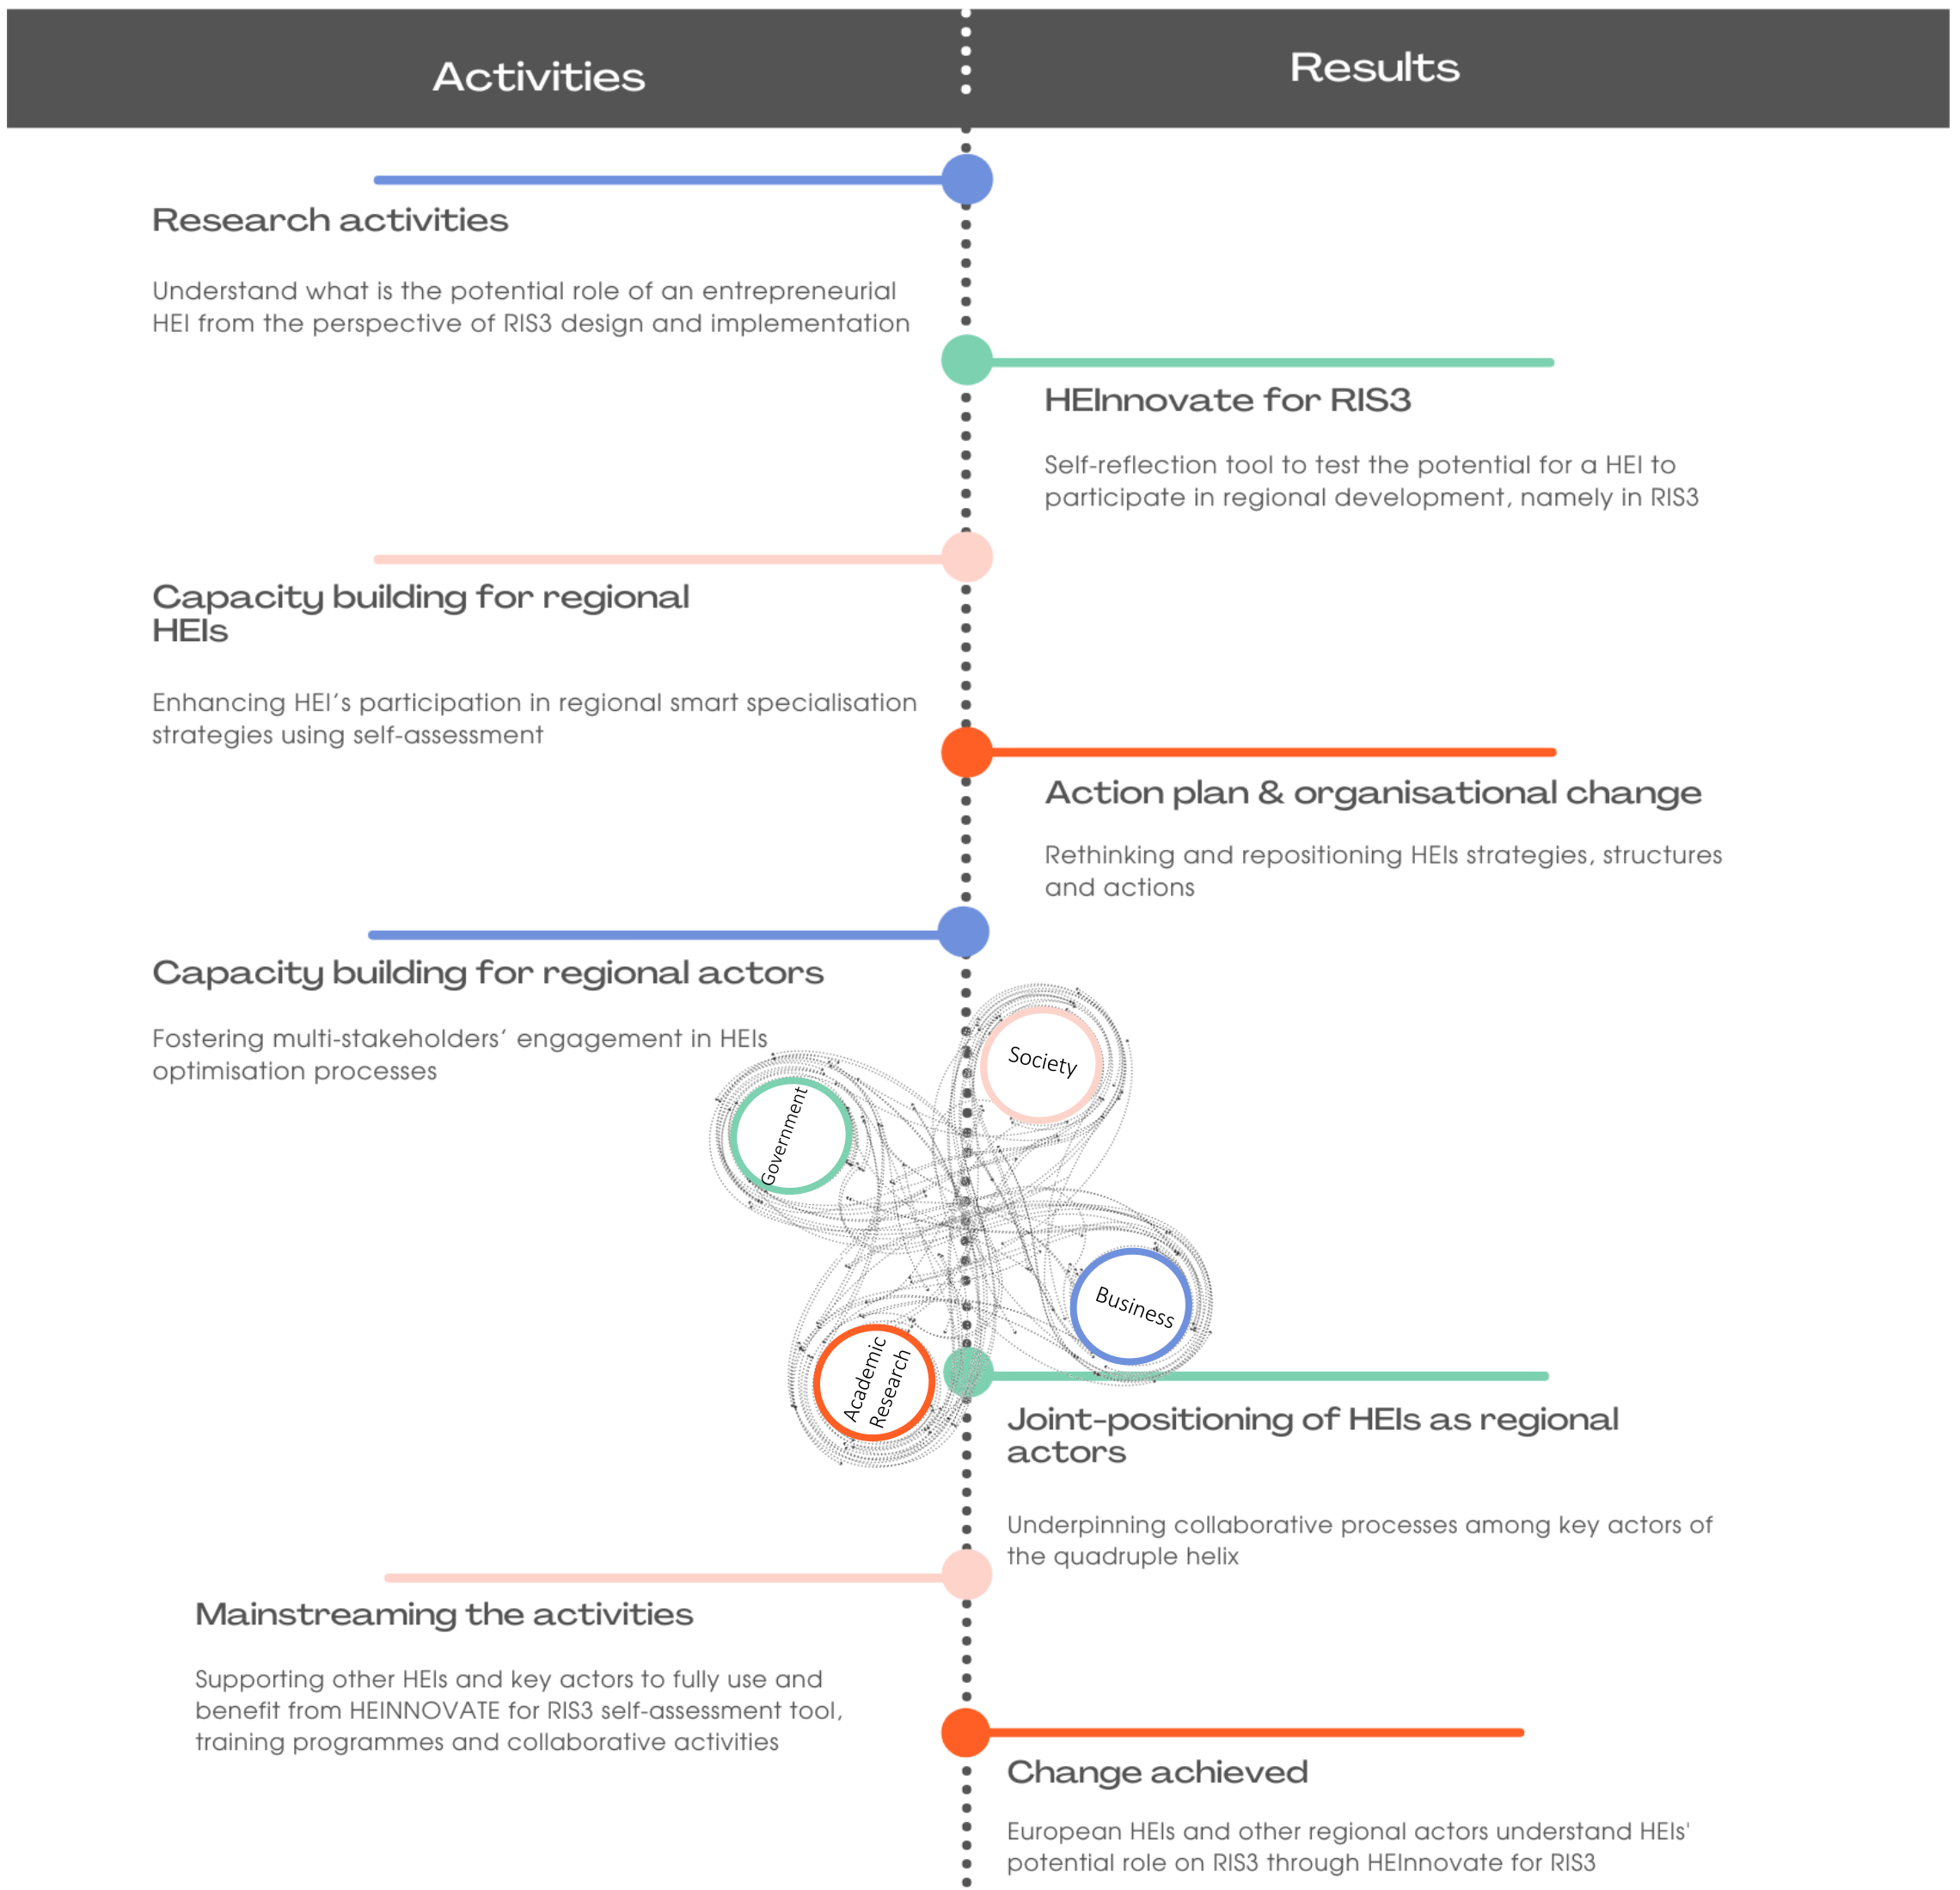 Activities
Results
Research activities
Understand what is the potential role of an entrepreneurial
HEI from the perspective of RIS3 design and implementation
HEInnovate for RIS3
Self-reflection tool to test the potential for a HEI to
participate in regional development, namely in RIS3
Capacity building for regional
HEIs
Enhancing HEI's participation in regional smart specialisation
strategies using self-assessment
Action plan & organisational change
Rethinking and repositioning HEIs strategies, structures
and actions
Capacity building for regional actors
Fostering multi-stakeholders' engagement in HEIs
optimisation processes
Society
Government
Business
Academic
Research
Joint-positioning of HEIs as regional
actors
Underpinning collaborative processes among key actors of
the quadruple helix
Mainstreaming the activities
Supporting other HEIs and key actors to fully use and
benefit from HEINNOVATE for RIS3 self-assessment tool,
training programmes and collaborative activities
Change achieved
European HEIs and other regional actors understand HEIs'
potential role on RIS3 through HEInnovate for RIS3